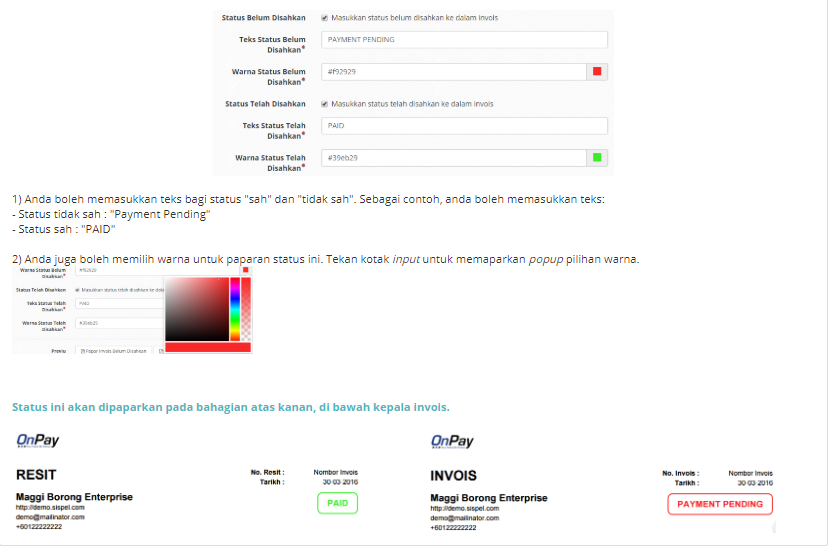 Status Belum Disahkan Masukkan status belum disahkan ke dalam invois
Teks Status Belum PAYMENT PENDING
Disahkan*
Warna Status Belum #f92929
Disahkan*
Status Telah Disahkan Masukkan status telah disahkan ke dalam invois
Teks Status Telah PAID
Disahkan*
Warna Status Telah #39eb29
Disahkan*
1) Anda boleh memasukkan teks bagi status "sah" dan "tidak sah". Sebagai contoh, anda boleh memasukkan teks:
- Status tidak sah : "Payment Pending"
- Status sah : "PAID"
2) Anda juga boleh memilih warna untuk paparan status ini. Tekan kotak input untuk memaparkan popup pilihan warna.
Warna Status Belum #f92929
Disahkan*
Status Telah Disahkan Masukkan status telah disahkan ke dala
Teks Status Telah PAID
Disahkan*
Warna Status Telah #39eb29
Disahkan*
Previu Papar Invois Belum Disahkan
Status ini akan dipaparkan pada bahagian atas kanan, di bawah kepala invois.
OnPay
RESIT
No. Resit : Nombor Invois
Tarikh : 30-03-2016
PAID
Maggi Borong Enterprise
http://demo.sispel.com
demo@mailinator.com
+60122222222
OnPay
INVOIS
No. Invois : Nombor Invois
Tarikh : 30-03-2016
PAYMENT PENDING
Maggi Borong Enterprise
http://demo.sispel.com
demo@mailinator.com
+60122222222